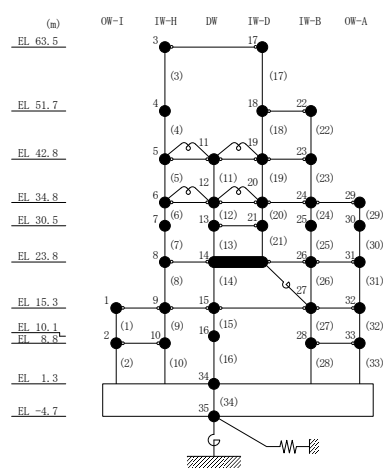 (m) OW-I IW-H DW IW-D IW-B OW-A
EL 63.5 3 17
(3) (17)
EL 51.7 4 18 22
(4) 11 19 (18) (22)
EL 42.8 5 23
(5) 12 (11) 20 (19) (23)
EL 34.8 6 24 29
(6) (12) (20) (24) (29)
EL 30.5 7 13 21 25 30
(7) (13) (21) (25) (30)
EL 23.8 8 14 26 31
(8) (14) 27 (26) (31)
EL 15.3 1 9 15 32
(1) (9) 16 (15) (27) (32)
EL 10.1
EL 8.8 2 10 28 33
(2) (10) (16) (28) (33)
EL 1.3 34
(34)
EL -4.7 35